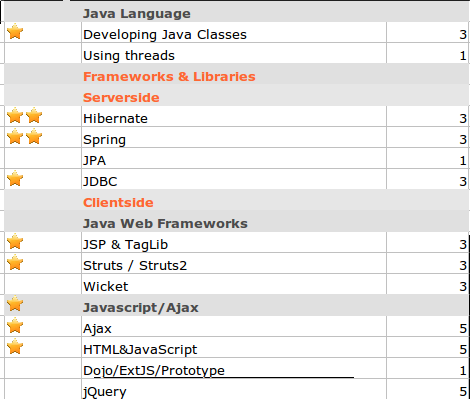 Java Language
Developing Java Classes 3
Using threads 1
Frameworks & Libraries
Serverside
Hibernate 3
Spring 3
JPA 1
JDBC 3
Clientside
Java Web Frameworks
JSP & TagLib 3
Struts / Struts2 3
Wicket 3
Javascript/Ajax
Ajax 5
HTML&JavaScript 5
Dojo/ExtJS/Prototype 1
jQuery 5